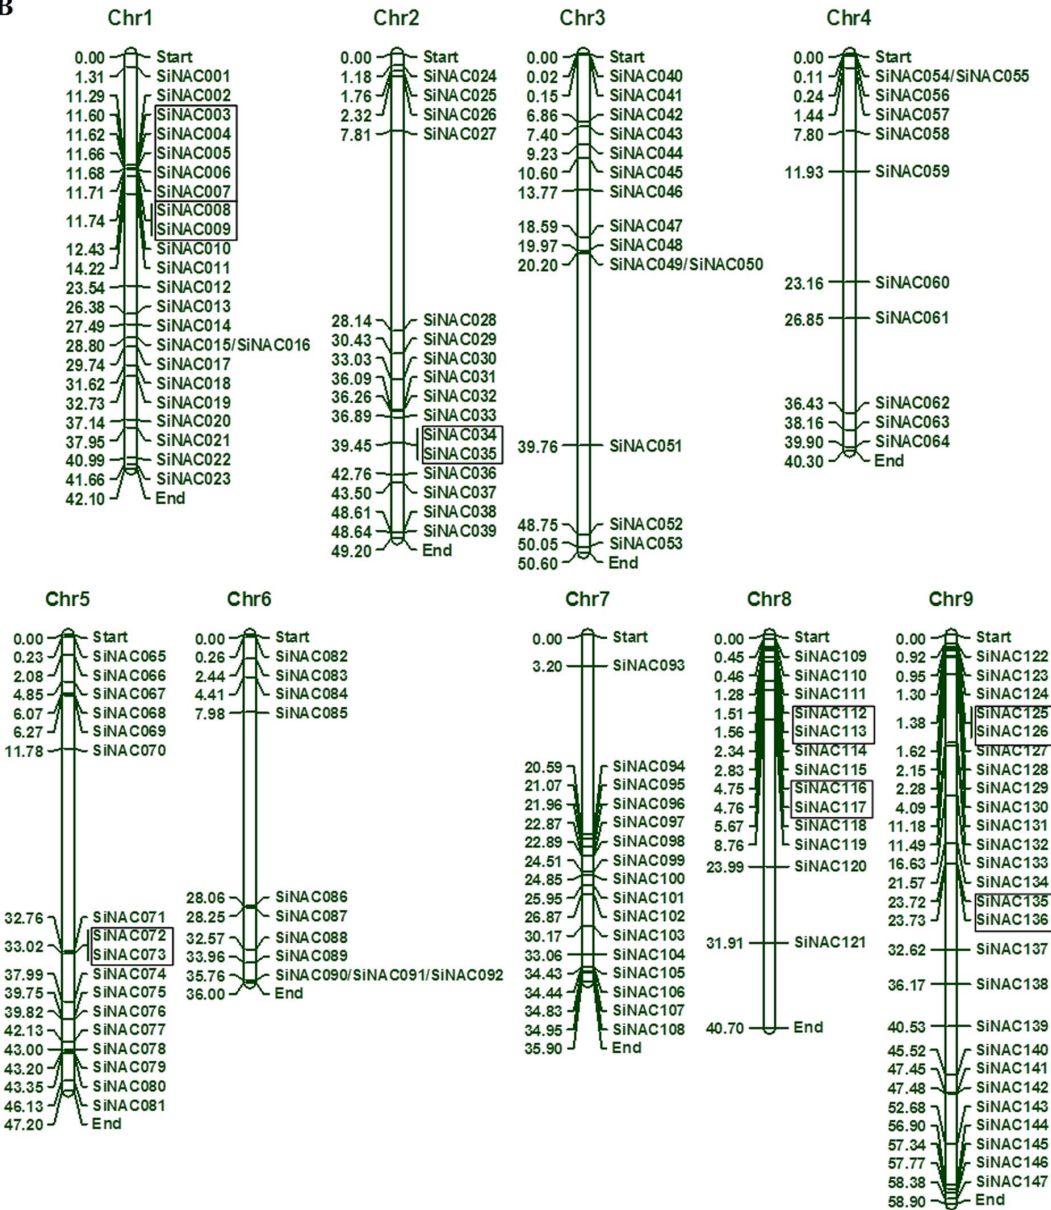 B
Chr1
0.00 Start
1.31 SiNAC001
11.29 SiNAC002
11.60 SiNAC003
11.62 SiNAC004
11.66 SiNAC005
11.68 SiNAC006
11.71 SiNAC007
11.74 SiNAC008
SiNAC009
12.43 SiNAC010
14.22 SiNAC011
23.54 SiNAC012
26.38 SiNAC013
27.49 SiNAC014
28.80 SiNAC015/SiNAC016
29.74 SiNAC017
31.62 SiNAC018
32.73 SiNAC019
37.14 SiNAC020
37.95 SiNAC021
40.99 SiNAC022
41.66 SiNAC023
42.10 End
Chr2
0.00 Start
1.18 SiNAC024
1.76 SiNAC025
2.32 SiNAC026
7.81 SiNAC027
28.14 SiNAC028
30.43 SiNAC029
33.03 SiNAC030
36.09 SiNAC031
36.26 SiNAC032
36.89 SiNAC033
39.45 SiNAC034
SiNAC035
42.76 SiNAC036
43.50 SiNAC037
48.61 SiNAC038
48.64 SiNAC039
49.20 End
Chr3
0.00 Start
0.02 SiNAC040
0.15 SiNAC041
6.86 SiNAC042
7.40 SiNAC043
9.23 SiNAC044
10.60 SiNAC045
13.77 SiNAC046
18.59 SiNAC047
19.97 SiNAC048
20.20 SiNAC049/SiNAC050
39.76 SiNAC051
48.75 SiNAC052
50.05 SiNAC053
50.60 End
Chr4
0.00 Start
0.11 SiNAC054/SiNAC055
0.24 SiNAC056
1.44 SiNAC057
7.80 SiNAC058
11.93 SiNAC059
23.16 SiNAC060
26.85 SiNAC061
36.43 SiNAC062
38.16 SiNAC063
39.90 SiNAC064
40.30 End
Chr5
0.00 Start
0.23 SiNAC065
2.08 SiNAC066
4.85 SiNAC067
6.07 SiNAC068
6.27 SiNAC069
11.78 SiNAC070
32.76 SiNAC071
33.02 SiNAC072
SiNAC073
37.99 SiNAC074
39.75 SiNAC075
39.82 SiNAC076
42.13 SiNAC077
43.00 SiNAC078
43.20 SiNAC079
43.35 SiNAC080
46.13 SiNAC081
47.20 End
Chr6
0.00 Start
0.26 SiNAC082
2.44 SiNAC083
4.41 SiNAC084
7.98 SiNAC085
28.06 SiNAC086
28.25 SiNAC087
32.57 SiNAC088
33.96 SiNAC089
35.76 SiNAC090/SiNAC091/SiNAC092
36.00 End
Chr7
0.00 Start
3.20 SiNAC093
20.59 SiNAC094
21.07 SiNAC095
21.96 SiNAC096
22.87 SiNAC097
22.89 SiNAC098
24.51 SiNAC099
24.85 SiNAC100
25.95 SiNAC101
26.87 SiNAC102
30.17 SiNAC103
33.06 SiNAC104
34.43 SiNAC105
34.44 SiNAC106
34.83 SiNAC107
34.95 SiNAC108
35.90 End
Chr8
0.00 Start
0.45 SiNAC109
0.46 SiNAC110
1.28 SiNAC111
1.51 SiNAC112
1.56 SiNAC113
2.34 SiNAC114
2.83 SiNAC115
4.75 SiNAC116
4.76 SiNAC117
5.67 SiNAC118
8.76 SiNAC119
23.99 SiNAC120
31.91 SiNAC121
40.70 End
Chr9
0.00 Start
0.92 SiNAC122
0.95 SiNAC123
1.30 SiNAC124
1.38 SiNAC125
SiNAC126
1.62 SiNAC127
2.15 SiNAC128
2.28 SiNAC129
4.09 SiNAC130
11.18 SiNAC131
11.49 SiNAC132
16.63 SiNAC133
21.57 SiNAC134
23.72 SiNAC135
23.73 SiNAC136
32.62 SiNAC137
36.17 SiNAC138
40.53 SiNAC139
45.52 SiNAC140
47.45 SiNAC141
47.48 SiNAC142
52.68 SiNAC143
56.90 SiNAC144
57.34 SiNAC145
57.77 SiNAC146
58.38 SiNAC147
58.90 End